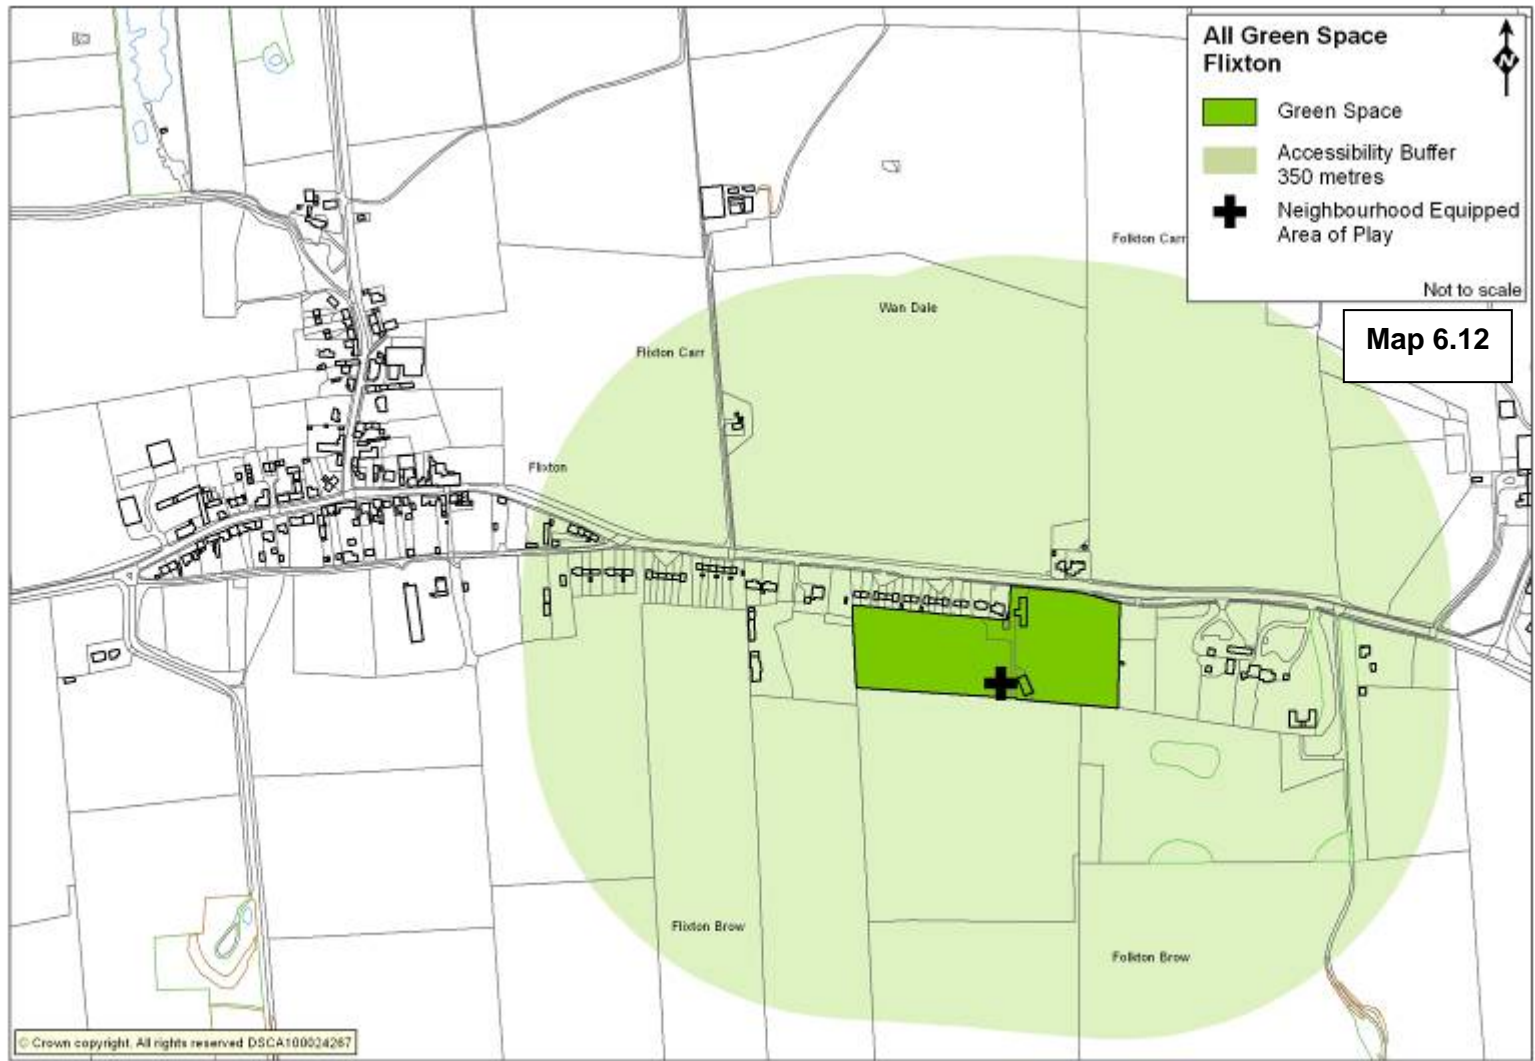 All Green Space
Flixton
N
Green Space
Accessibility Buffer
350 metres
Neighbourhood Equipped
Area of Play
Not to scale
Map 6.12
Folkton Carr
Wan Dale
Flixton Carr
Flixton
Flixton Brow
Folkton Brow
© Crown copyright. All rights reserved DSCA100024267